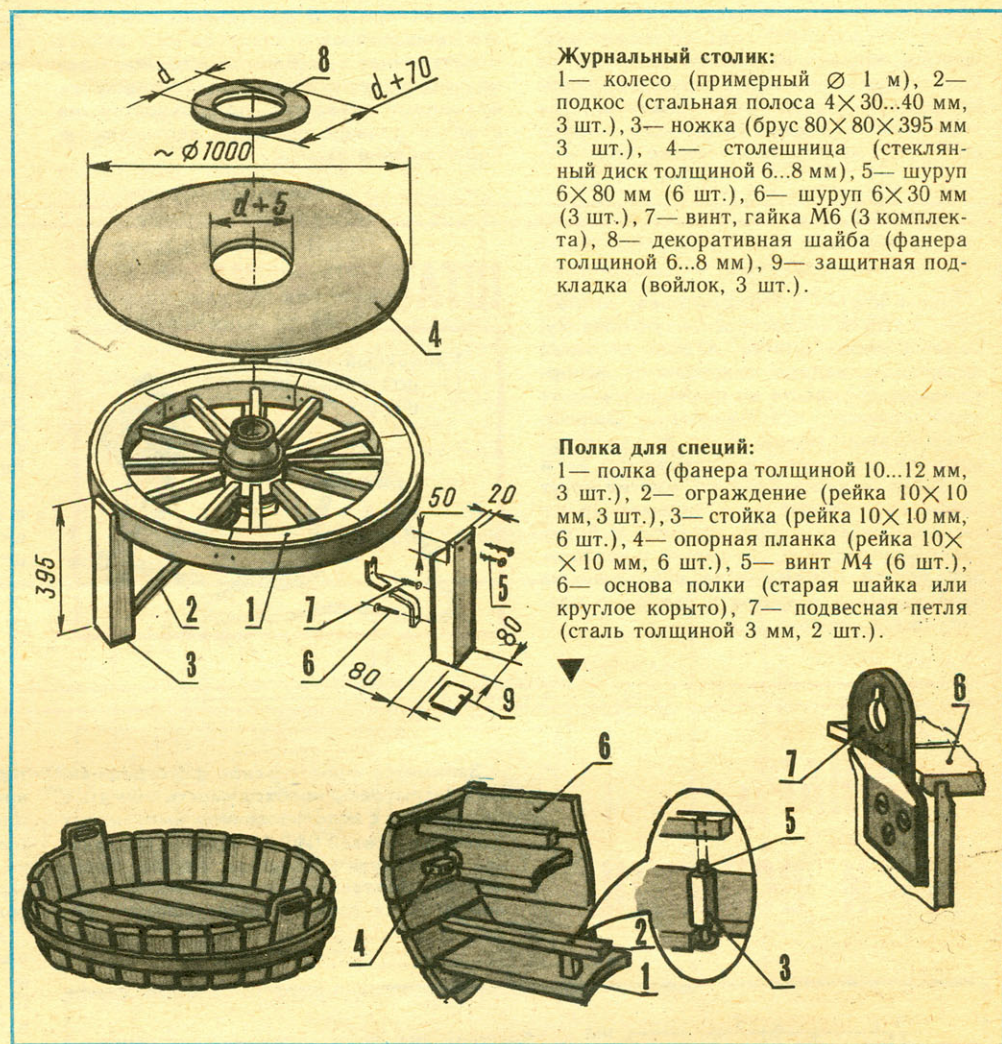 Журнальный столик:
1— колесо (примерный ∅ 1 м), 2—
подкос (стальная полоса 4×30...40 мм,
3 шт.), 3— ножка (брус 80×80×395 мм
3 шт.), 4— столешница (стеклян-
ный диск толщиной 6...8 мм), 5— шуруп
6×80 мм (6 шт.), 6— шуруп 6×30 мм
(3 шт.), 7— винт, гайка М6 (3 комплек-
та), 8— декоративная шайба (фанера
толщиной 6...8 мм), 9— защитная под-
кладка (войлок, 3 шт.).
d
8
d+70
~ ∅1000
d+5
4
395
50
20
2
1
7
5
3
6
80
80
9
Полка для специй:
1— полка (фанера толщиной 10...12 мм,
3 шт.), 2— ограждение (рейка 10×10
мм, 3 шт.), 3— стойка (рейка 10×10 мм,
6 шт.), 4— опорная планка (рейка 10×
×10 мм, 6 шт.), 5— винт М4 (6 шт.),
6— основа полки (старая шайка или
круглое корыто), 7— подвесная петля
(сталь толщиной 3 мм, 2 шт.).
6
7
6
5
4
2
1
3